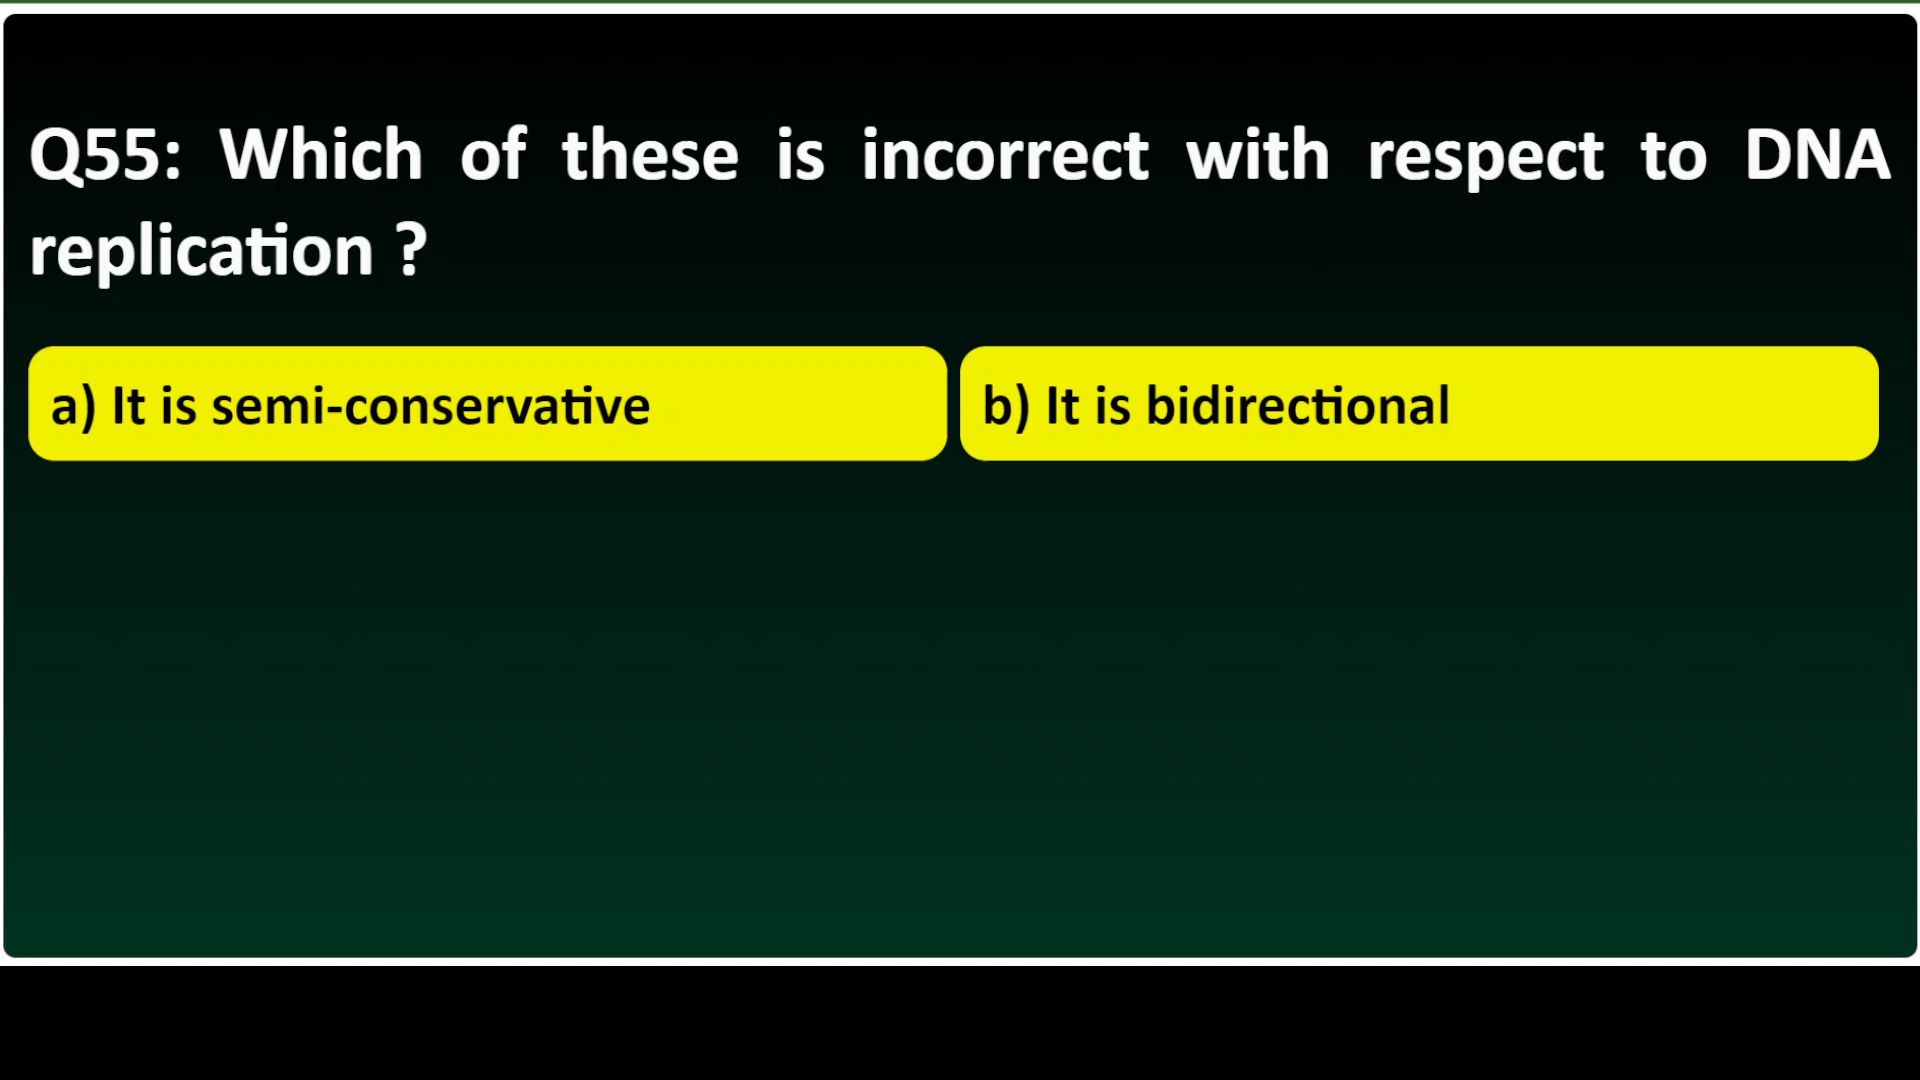 Q55: Which of these is incorrect with respect to DNA
replication ?
a) It is semi-conservative
b) It is bidirectional